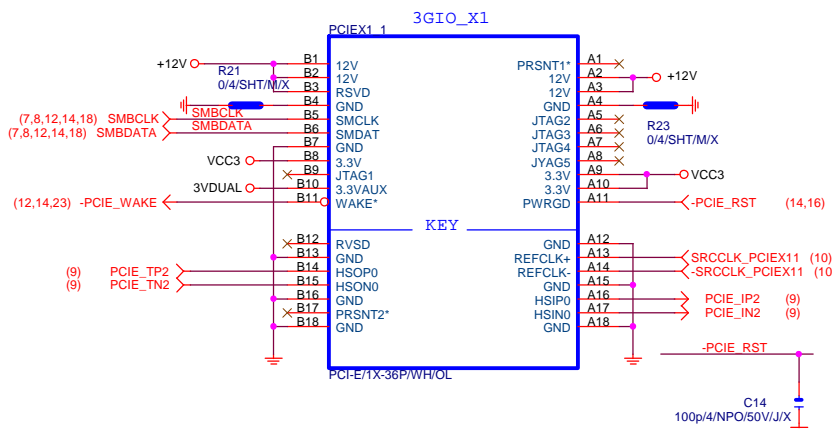 3GIO_X1
PCIEX1_1
+12V B1 12V PRSNT1* A1
R21 B2 12V 12V A2 +12V
0/4/SHT/M/X B3 RSVD 12V A3
B4 GND GND A4
(7,8,12,14,18) SMBCLK SMBCLK B5 SMCLK JTAG2 A5 R23
(7,8,12,14,18) SMBDATA SMBDATA B6 SMDAT JTAG3 A6 0/4/SHT/M/X
B7 GND JTAG4 A7
VCC3 B8 3.3V JYAG5 A8
B9 JTAG1 3.3V A9 VCC3
3VDUAL B10 3.3VAUX 3.3V A10
(12,14,23) -PCIE_WAKE B11 WAKE* PWRGD A11 -PCIE_RST (14,16)
KEY
B12 RVSD GND A12
B13 GND REFCLK+ A13 SRCCLK_PCIEX11 (10)
(9) PCIE_TP2 B14 HSOP0 REFCLK- A14 -SRCCLK_PCIEX11 (10
(9) PCIE_TN2 B15 HSON0 GND A15
B16 GND HSIP0 A16 PCIE_IP2 (9)
B17 PRSNT2* HSIN0 A17 PCIE_IN2 (9)
B18 GND GND A18
-PCIE_RST
PCI-E/1X-36P/WH/OL
C14
100p/4/NPO/50V/J/X